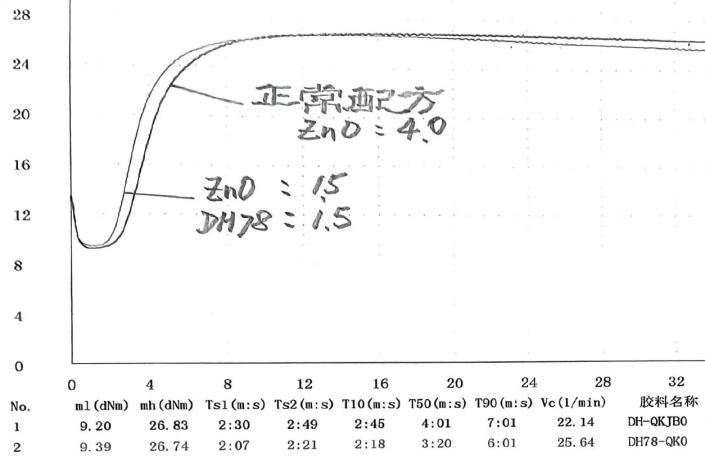 28
24
20
16
12
8
4
0
正常配方
ZnO = 4.0
ZnO = 1.5
DH78 = 1.5
0 4 8 12 16 20 24 28 32
No. ml(dNm) mh(dNm) Ts1(m:s) Ts2(m:s) T10(m:s) T50(m:s) T90(m:s) Vc(1/min) 胶料名称
1 9.20 26.83 2:30 2:49 2:45 4:01 7:01 22.14 DH-QKJB0
2 9.39 26.74 2:07 2:21 2:18 3:20 6:01 25.64 DH78-QK0